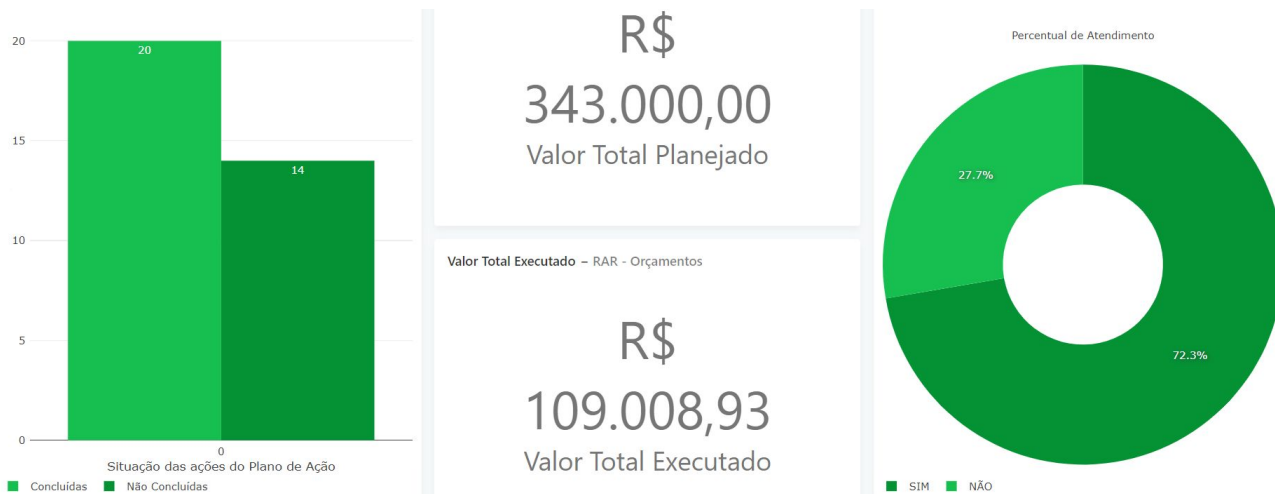 20
15
10
5
0
20
14
0
Situação das ações do Plano de Ação
Concluídas
Não Concluídas
R$
343.000,00
Valor Total Planejado
Valor Total Executado – RAR - Orçamentos
R$
109.008,93
Valor Total Executado
Percentual de Atendimento
27.7%
72.3%
SIM
NÃO